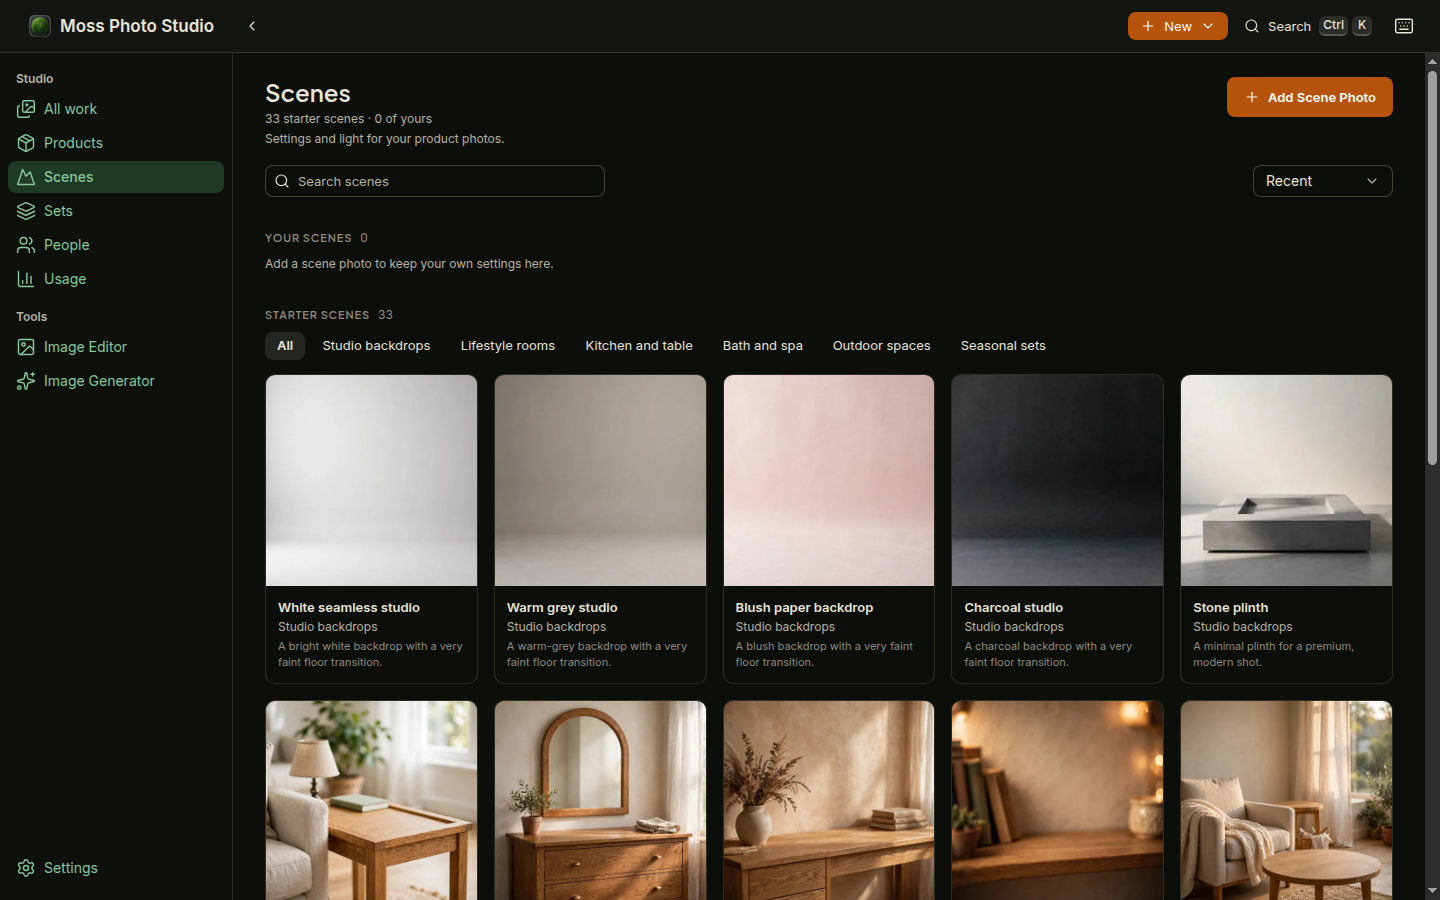 Moss Photo Studio
New
Search Ctrl K
Studio
All work
Products
Scenes
Sets
People
Usage
Tools
Image Editor
Image Generator
Settings
Scenes
33 starter scenes · 0 of yours
Settings and light for your product photos.
Add Scene Photo
Search scenes
Recent
YOUR SCENES 0
Add a scene photo to keep your own settings here.
STARTER SCENES 33
All Studio backdrops Lifestyle rooms Kitchen and table Bath and spa Outdoor spaces Seasonal sets
White seamless studio
Studio backdrops
A bright white backdrop with a very
faint floor transition.
Warm grey studio
Studio backdrops
A warm-grey backdrop with a very
faint floor transition.
Blush paper backdrop
Studio backdrops
A blush backdrop with a very faint
floor transition.
Charcoal studio
Studio backdrops
A charcoal backdrop with a very
faint floor transition.
Stone plinth
Studio backdrops
A minimal plinth for a premium,
modern shot.